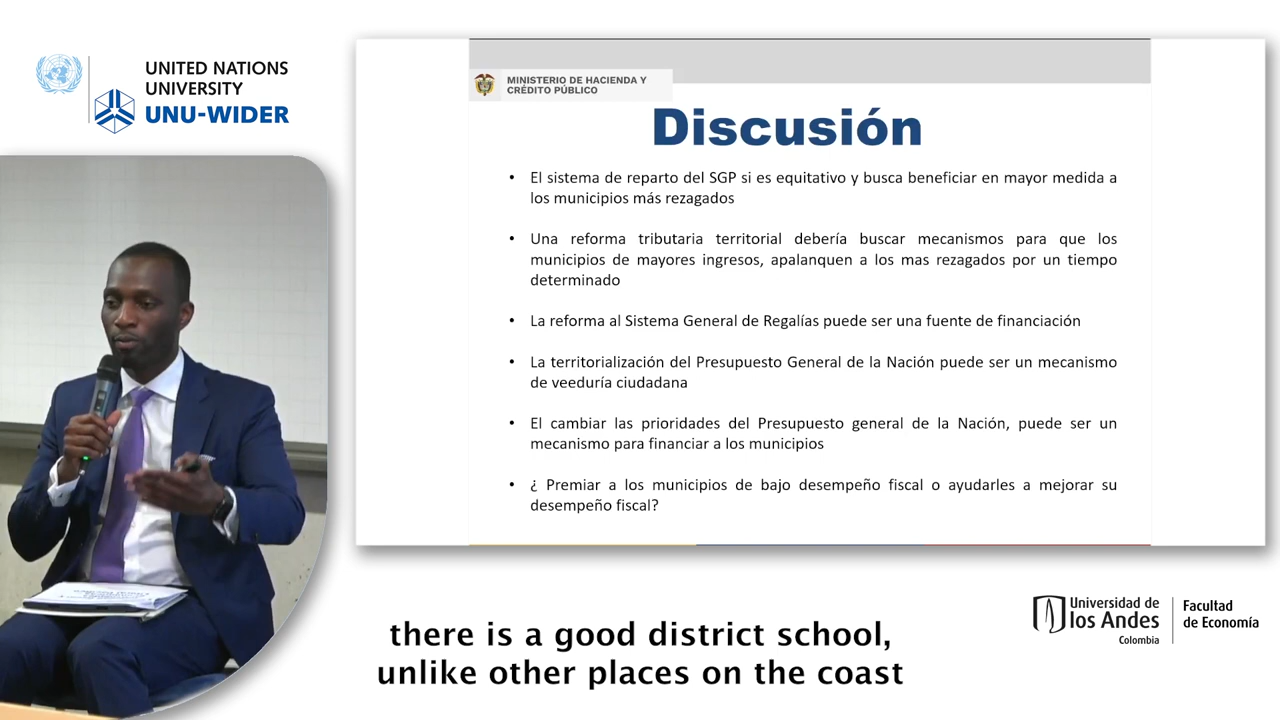 UNITED NATIONS
UNIVERSITY
UNU-WIDER
MINISTERIO DE HACIENDA Y
CRÉDITO PÚBLICO
Discusión
• El sistema de reparto del SGP si es equitativo y busca beneficiar en mayor medida a
los municipios más rezagados
• Una reforma tributaria territorial debería buscar mecanismos para que los
municipios de mayores ingresos, apalanquen a los mas rezagados por un tiempo
determinado
• La reforma al Sistema General de Regalías puede ser una fuente de financiación
• La territorialización del Presupuesto General de la Nación puede ser un mecanismo
de veeduría ciudadana
• El cambiar las prioridades del Presupuesto general de la Nación, puede ser un
mecanismo para financiar a los municipios
• ¿ Premiar a los municipios de bajo desempeño fiscal o ayudarles a mejorar su
desempeño fiscal?
there is a good district school,
unlike other places on the coast
Universidad de
los Andes
Colombia
Facultad
de Economía